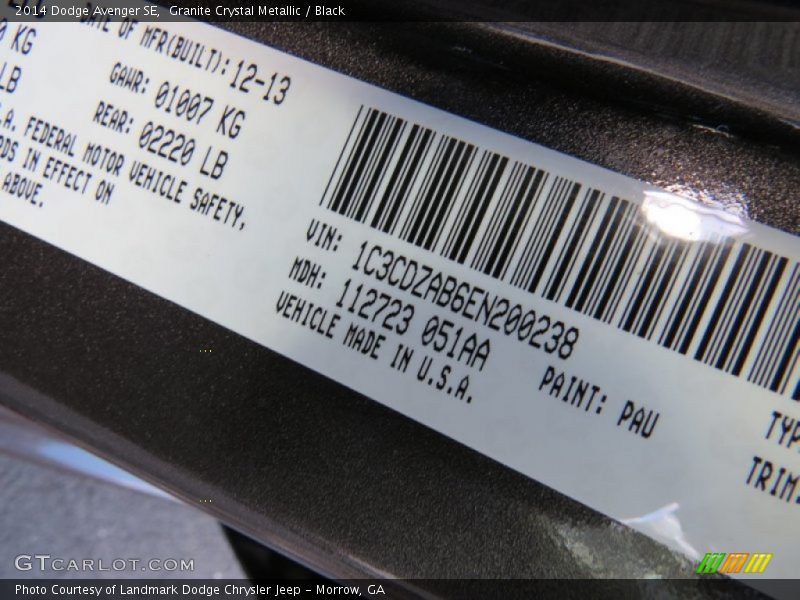 2014 Dodge Avenger SE,  Granite Crystal Metallic / Black
DATE OF MFR(BUILT): 12-13
KG
GAWR: 01007 KG
LB
REAR: 02220 LB
FEDERAL MOTOR VEHICLE SAFETY,
IN EFFECT ON
ABOVE.
VIN: 1C3CDZAB6EN200238
MDH: 112723 051AA
VEHICLE MADE IN U.S.A.
PAINT: PAU
TRIM:
GTCARLOT.COM
Photo Courtesy of Landmark Dodge Chrysler Jeep - Morrow, GA